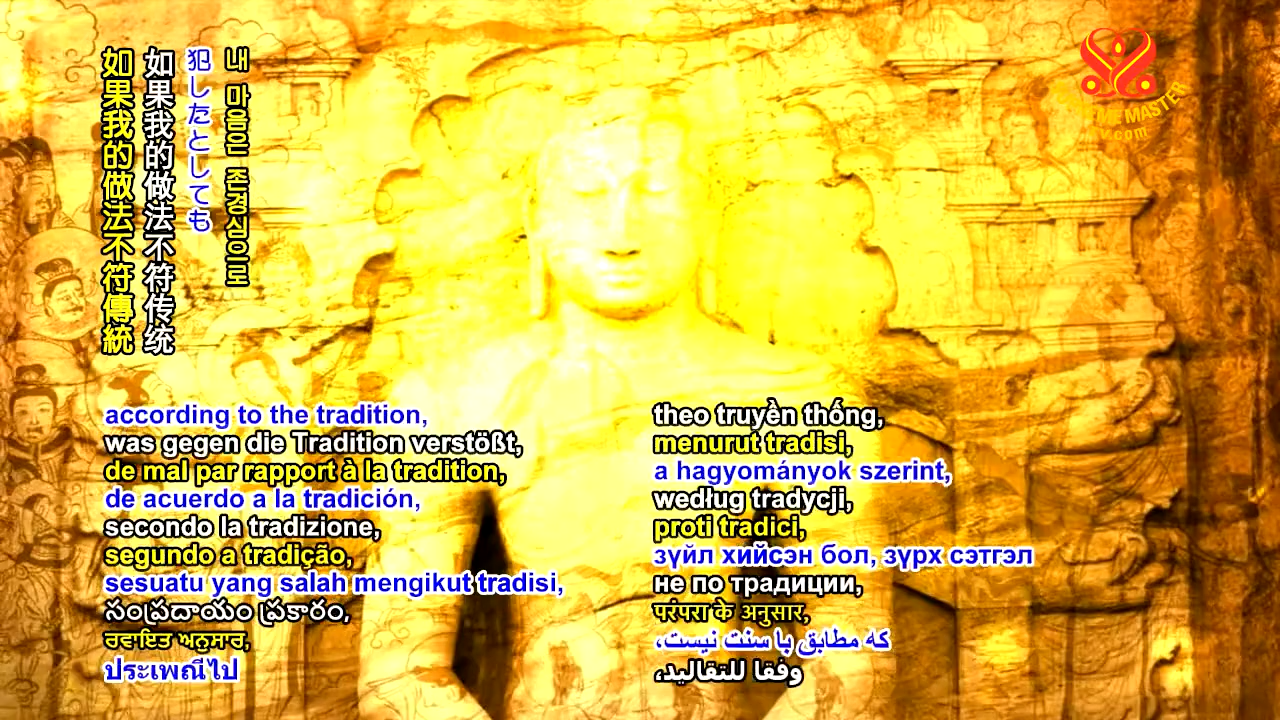 如果我的做法不符傳統
如果我的做法不符传统
犯したとしても
내 마음은 진정으로
according to the tradition,
was gegen die Tradition verstößt,
de mal par rapport à la tradition,
de acuerdo a la tradición,
secondo la tradizione,
segundo a tradição,
sesuatu yang salah mengikut tradisi,
సంప్రదాయం ప్రకారం,
ਰਵਾਇਤ ਅਨੁਸਾਰ,
ประเพณีไป
theo truyền thống,
menurut tradisi,
a hagyományok szerint,
według tradycji,
proti tradici,
зүйл хийсэн бол, зүрх сэтгэл
не по традиции,
परंपरा के अनुसार,
که مطابق با سنت نیست،
وفقا للتقاليد،